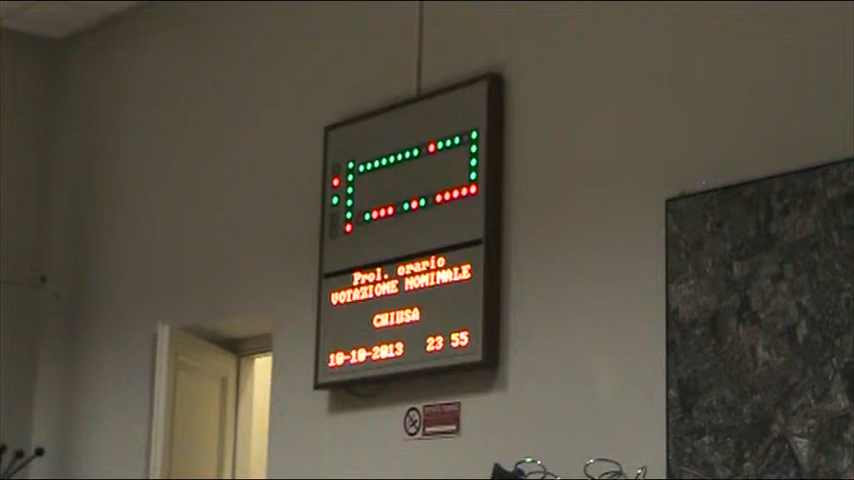 Prol. orario
VOTAZIONE NOMINALE
CHIUSA
10-10-2013 23 55